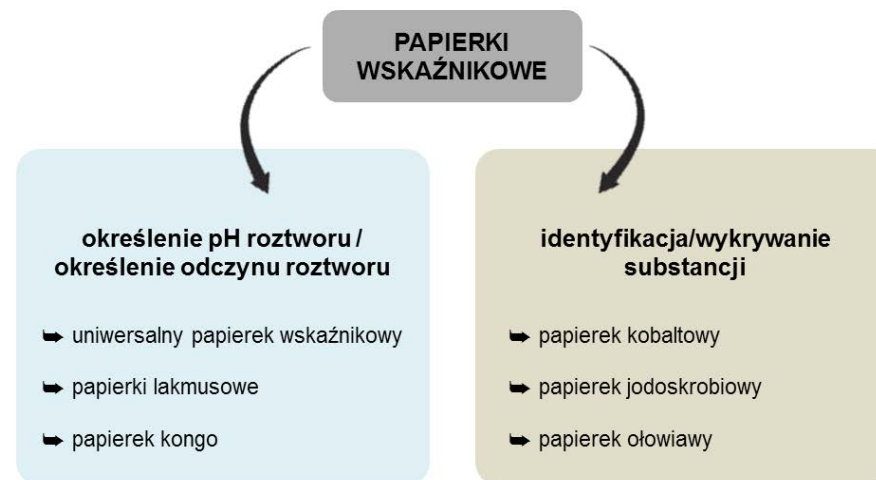 PAPIERKI
WSKAŹNIKOWE
określenie pH roztworu /
określenie odczynu roztworu
➥ uniwersalny papierek wskaźnikowy
➥ papierki lakmusowe
➥ papierek kongo
identyfikacja/wykrywanie
substancji
➥ papierek kobaltowy
➥ papierek jodoskrobiowy
➥ papierek ołowiawy